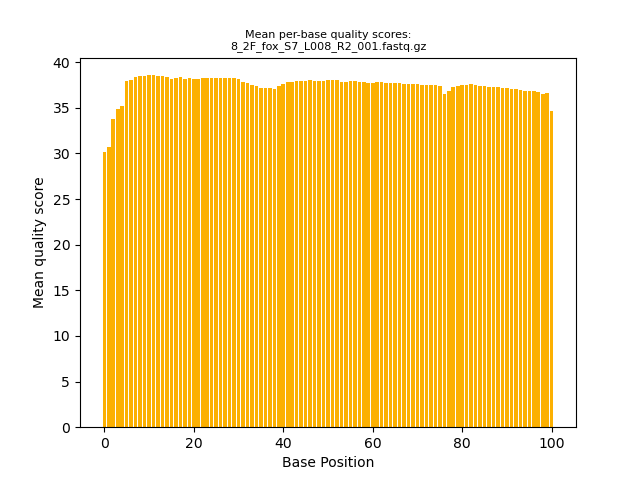 Mean per-base quality scores:
8_2F_fox_S7_L008_R2_001.fastq.gz
40
35
30
25
20
15
10
5
0
Mean quality score
0 20 40 60 80 100
Base Position